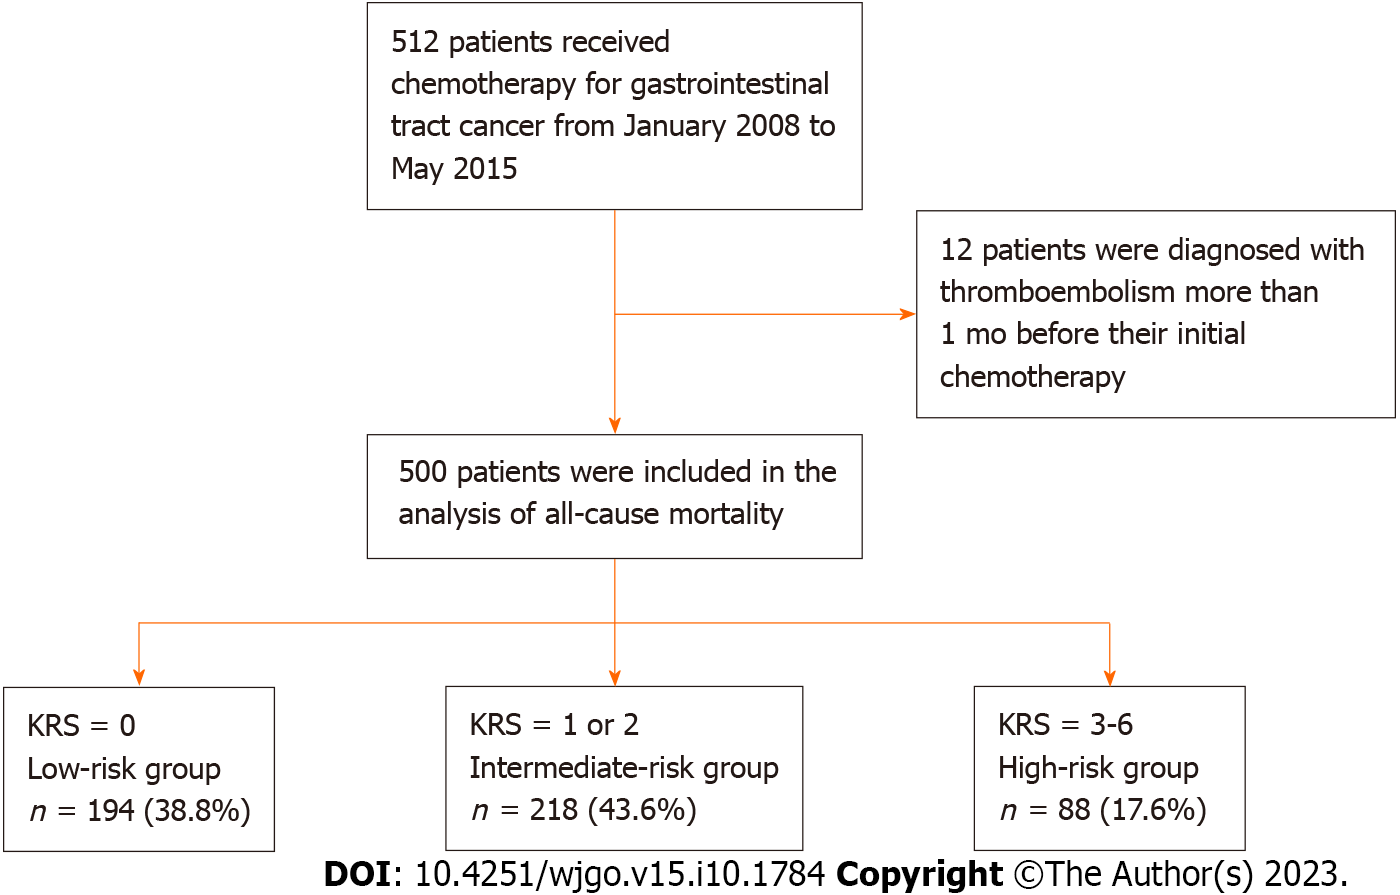 512 patients received
chemotherapy for gastrointestinal
tract cancer from January 2008 to
May 2015
12 patients were diagnosed with
thromboembolism more than
1 mo before their initial
chemotherapy
500 patients were included in the
analysis of all-cause mortality
KRS = 0
Low-risk group
n = 194 (38.8%)
KRS = 1 or 2
Intermediate-risk group
n = 218 (43.6%)
KRS = 3-6
High-risk group
n = 88 (17.6%)
DOI: 10.4251/wjgo.v15.i10.1784 Copyright ©The Author(s) 2023.